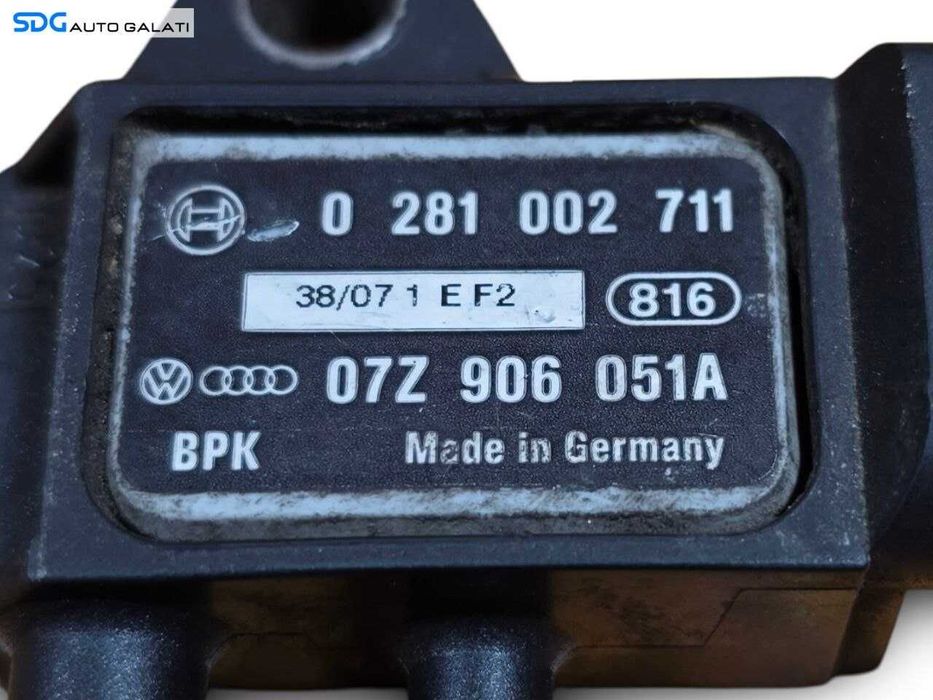 SDG AUTO GALATI
0 281 002 711
38/07 1 E F2
816
07Z 906 051A
BPK Made in Germany